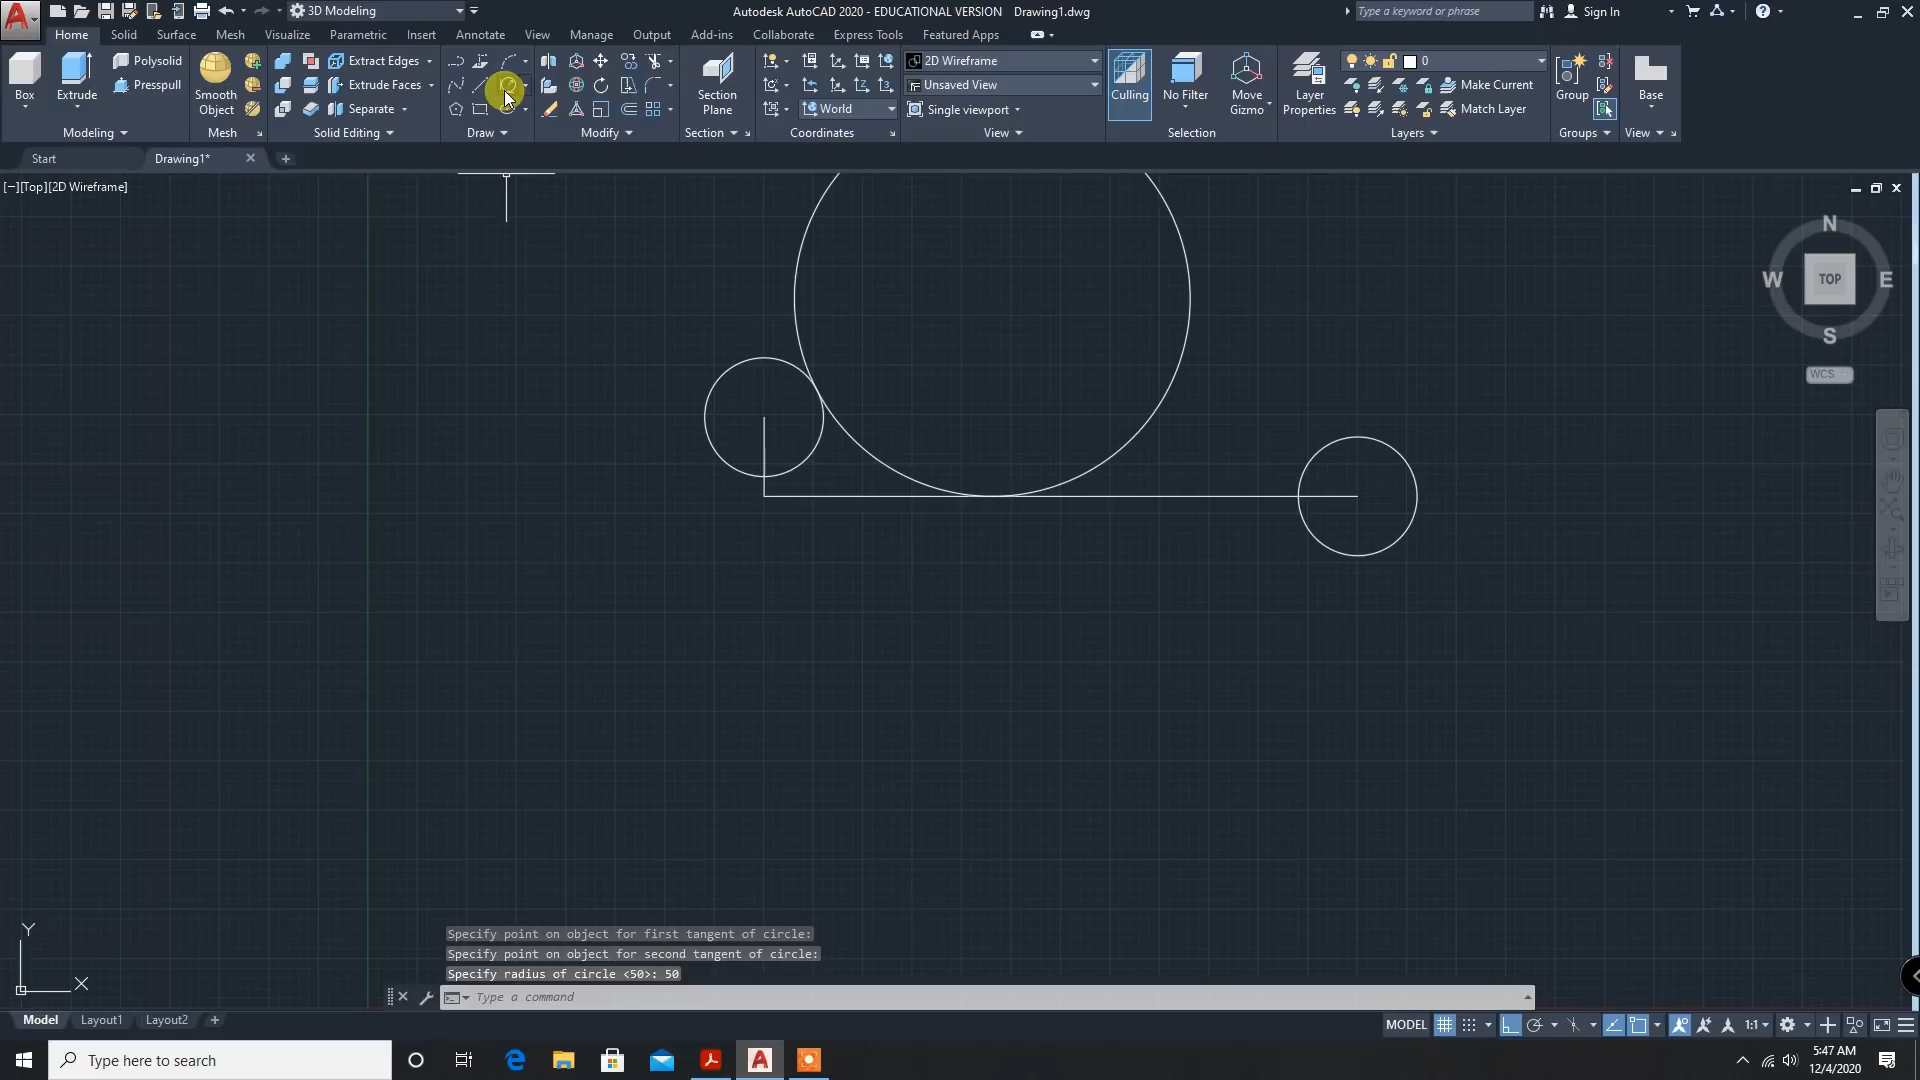 3D Modeling
Autodesk AutoCAD 2020 - EDUCATIONAL VERSION Drawing1.dwg
Type a keyword or phrase
Sign In
Home Solid Surface Mesh Visualize Parametric Insert Annotate View Manage Output Add-ins Collaborate Express Tools Featured Apps
Box
Extrude
Polysolid
Presspull
Modeling
Smooth
Object
Mesh
Extract Edges
Extrude Faces
Separate
Solid Editing
Draw
Modify
Section
Plane
Section
World
Coordinates
2D Wireframe
Unsaved View
Single viewport
View
Culling
No Filter
Move
Gizmo
Selection
Layer
Properties
0
Make Current
Match Layer
Layers
Group
Groups
Base
View
Start
Drawing1*
[−][Top][2D Wireframe]
N
W
TOP
E
S
WCS
Y
X
Specify point on object for first tangent of circle:
Specify point on object for second tangent of circle:
Specify radius of circle <50>: 50
Type a command
Model Layout1 Layout2
MODEL
1:1
Type here to search
5:47 AM
12/4/2020